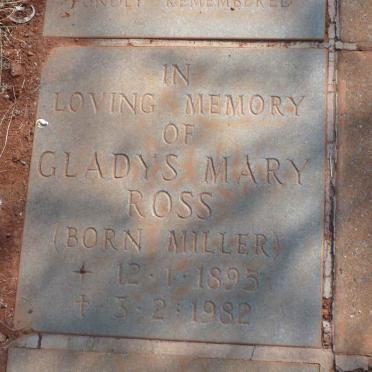 FONDLY REMEMBERED
IN
LOVING MEMORY
OF
GLADYS MARY
ROSS
(BORN MILLER)
+ 12·1·1895
† 3·2·1982